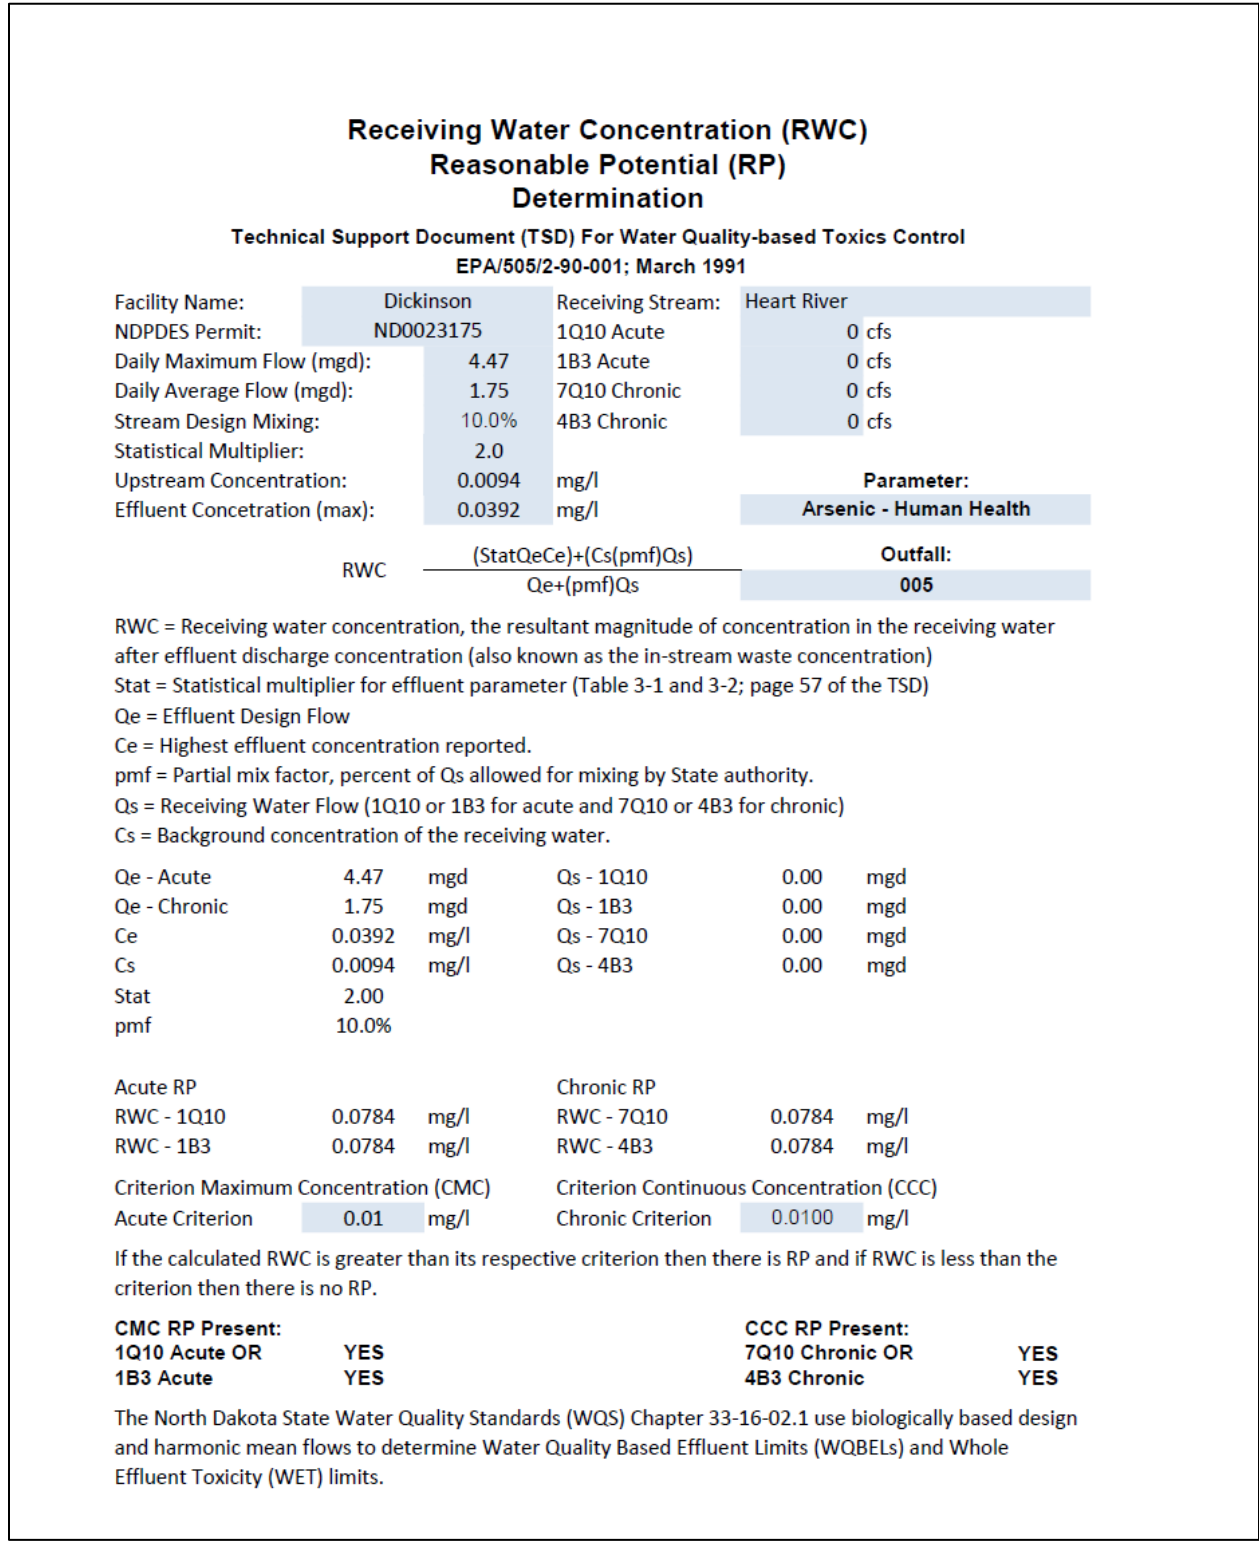 Receiving Water Concentration (RWC)
Reasonable Potential (RP)
Determination
Technical Support Document (TSD) For Water Quality-based Toxics Control
EPA/505/2-90-001; March 1991
Facility Name: Dickinson Receiving Stream: Heart River
NDPDES Permit: ND0023175 1Q10 Acute 0 cfs
Daily Maximum Flow (mgd): 4.47 1B3 Acute 0 cfs
Daily Average Flow (mgd): 1.75 7Q10 Chronic 0 cfs
Stream Design Mixing: 10.0% 4B3 Chronic 0 cfs
Statistical Multiplier: 2.0
Upstream Concentration: 0.0094 mg/l Parameter:
Effluent Concetration (max): 0.0392 mg/l Arsenic - Human Health
(StatQeCe)+(Cs(pmf)Qs) Outfall:
RWC
Qe+(pmf)Qs 005
RWC = Receiving water concentration, the resultant magnitude of concentration in the receiving water
after effluent discharge concentration (also known as the in-stream waste concentration)
Stat = Statistical multiplier for effluent parameter (Table 3-1 and 3-2; page 57 of the TSD)
Qe = Effluent Design Flow
Ce = Highest effluent concentration reported.
pmf = Partial mix factor, percent of Qs allowed for mixing by State authority.
Qs = Receiving Water Flow (1Q10 or 1B3 for acute and 7Q10 or 4B3 for chronic)
Cs = Background concentration of the receiving water.
Qe - Acute 4.47 mgd Qs - 1Q10 0.00 mgd
Qe - Chronic 1.75 mgd Qs - 1B3 0.00 mgd
Ce 0.0392 mg/l Qs - 7Q10 0.00 mgd
Cs 0.0094 mg/l Qs - 4B3 0.00 mgd
Stat 2.00
pmf 10.0%
Acute RP Chronic RP
RWC - 1Q10 0.0784 mg/l RWC - 7Q10 0.0784 mg/l
RWC - 1B3 0.0784 mg/l RWC - 4B3 0.0784 mg/l
Criterion Maximum Concentration (CMC) Criterion Continuous Concentration (CCC)
Acute Criterion 0.01 mg/l Chronic Criterion 0.0100 mg/l
If the calculated RWC is greater than its respective criterion then there is RP and if RWC is less than the
criterion then there is no RP.
CMC RP Present: CCC RP Present:
1Q10 Acute OR YES 7Q10 Chronic OR YES
1B3 Acute YES 4B3 Chronic YES
The North Dakota State Water Quality Standards (WQS) Chapter 33-16-02.1 use biologically based design
and harmonic mean flows to determine Water Quality Based Effluent Limits (WQBELs) and Whole
Effluent Toxicity (WET) limits.